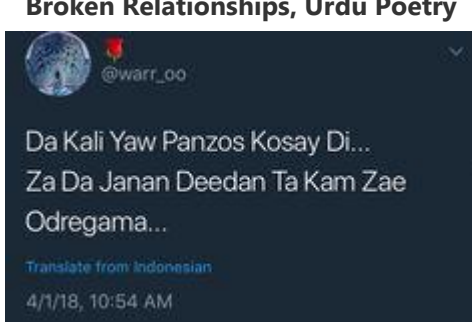 Broken Relationships, Urdu Poetry
@warr_oo
Da Kali Yaw Panzos Kosay Di...
Za Da Janan Deedan Ta Kam Zae
Odregama...
Translate from Indonesian
4/1/18, 10:54 AM